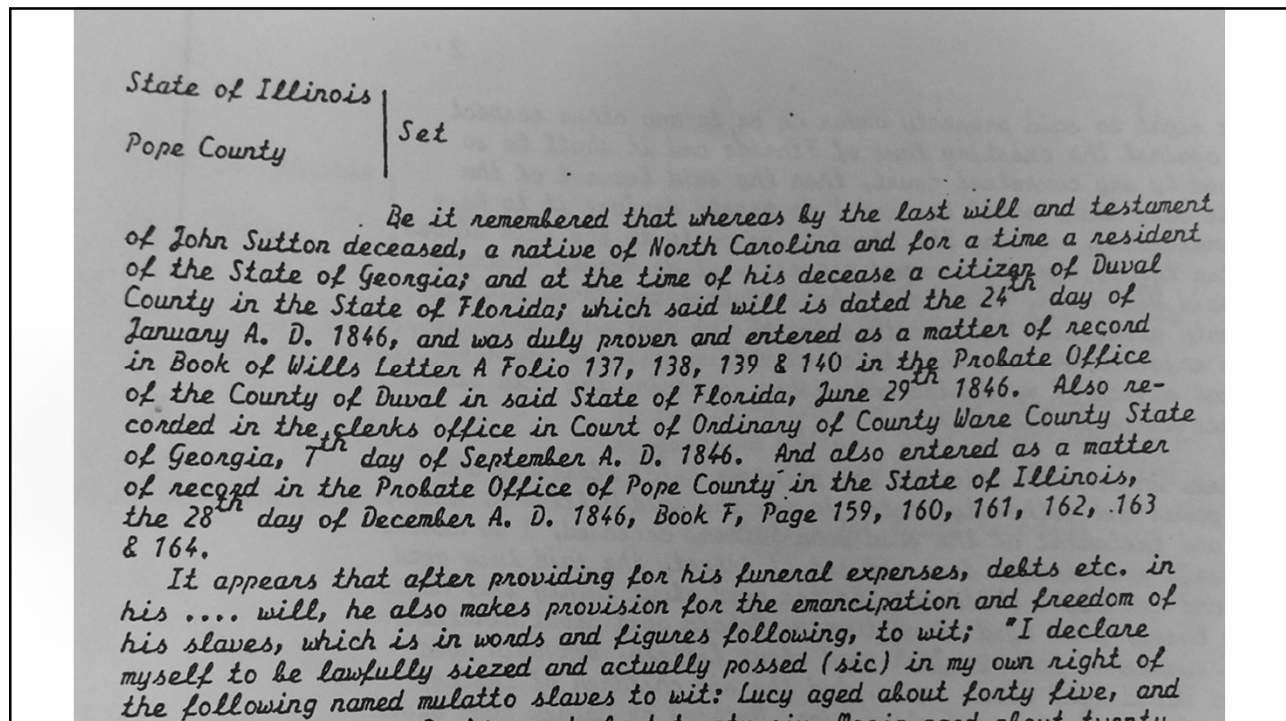 State of Illinois
Set
Pope County
Be it remembered that whereas by the last will and testament
of John Sutton deceased, a native of North Carolina and for a time a resident
of the State of Georgia; and at the time of his decease a citizen of Duval
County in the State of Florida; which said will is dated the 24th day of
January A. D. 1846, and was duly proven and entered as a matter of record
in Book of Wills Letter A Folio 137, 138, 139 & 140 in the Probate Office
of the County of Duval in said State of Florida, June 29th 1846. Also re-
corded in the clerks office in Court of Ordinary of County Ware County State
of Georgia, 7th day of September A. D. 1846. And also entered as a matter
of record in the Probate Office of Pope County in the State of Illinois,
the 28th day of December A. D. 1846, Book F, Page 159, 160, 161, 162, 163
& 164.
It appears that after providing for his funeral expenses, debts etc. in
his .... will, he also makes provision for the emancipation and freedom of
his slaves, which is in words and figures following, to wit; "I declare
myself to be lawfully siezed and actually possed (sic) in my own right of
the following named mulatto slaves to wit: Lucy aged about forty five, and